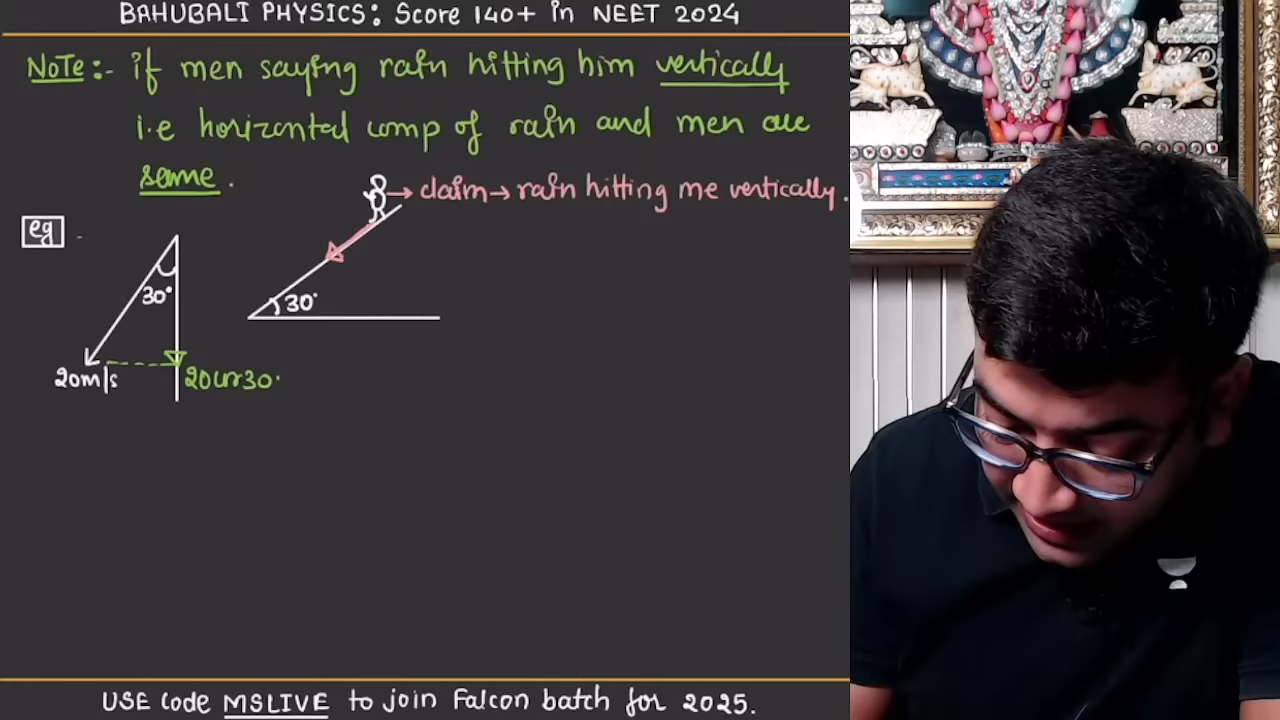 BAHUBALI PHYSICS: Score 140+ in NEET 2024
NOTE:- if men saying rain hitting him vertically
i.e horizontal comp of rain and men are
same.
claim→ rain hitting me vertically.
eg
30°
30°
20m/s
20cos30°
USE Code MSLIVE to join Falcon batch for 2025.